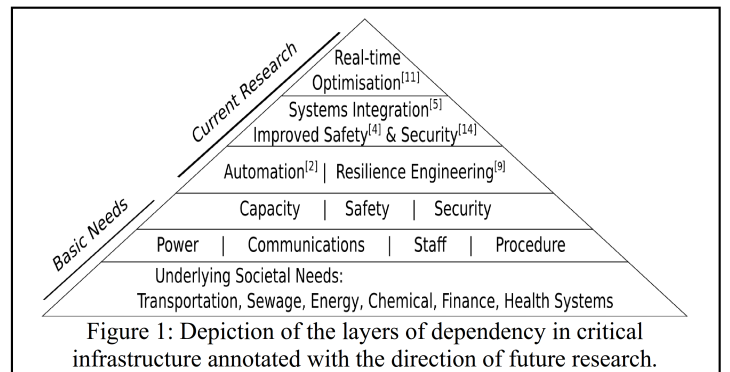 Current Research
Basic Needs
Real-time
Optimisation[11]
Systems Integration[5]
Improved Safety[4] & Security[14]
Automation[2] | Resilience Engineering[9]
Capacity | Safety | Security
Power | Communications | Staff | Procedure
Underlying Societal Needs:
Transportation, Sewage, Energy, Chemical, Finance, Health Systems
Figure 1: Depiction of the layers of dependency in critical
infrastructure annotated with the direction of future research.